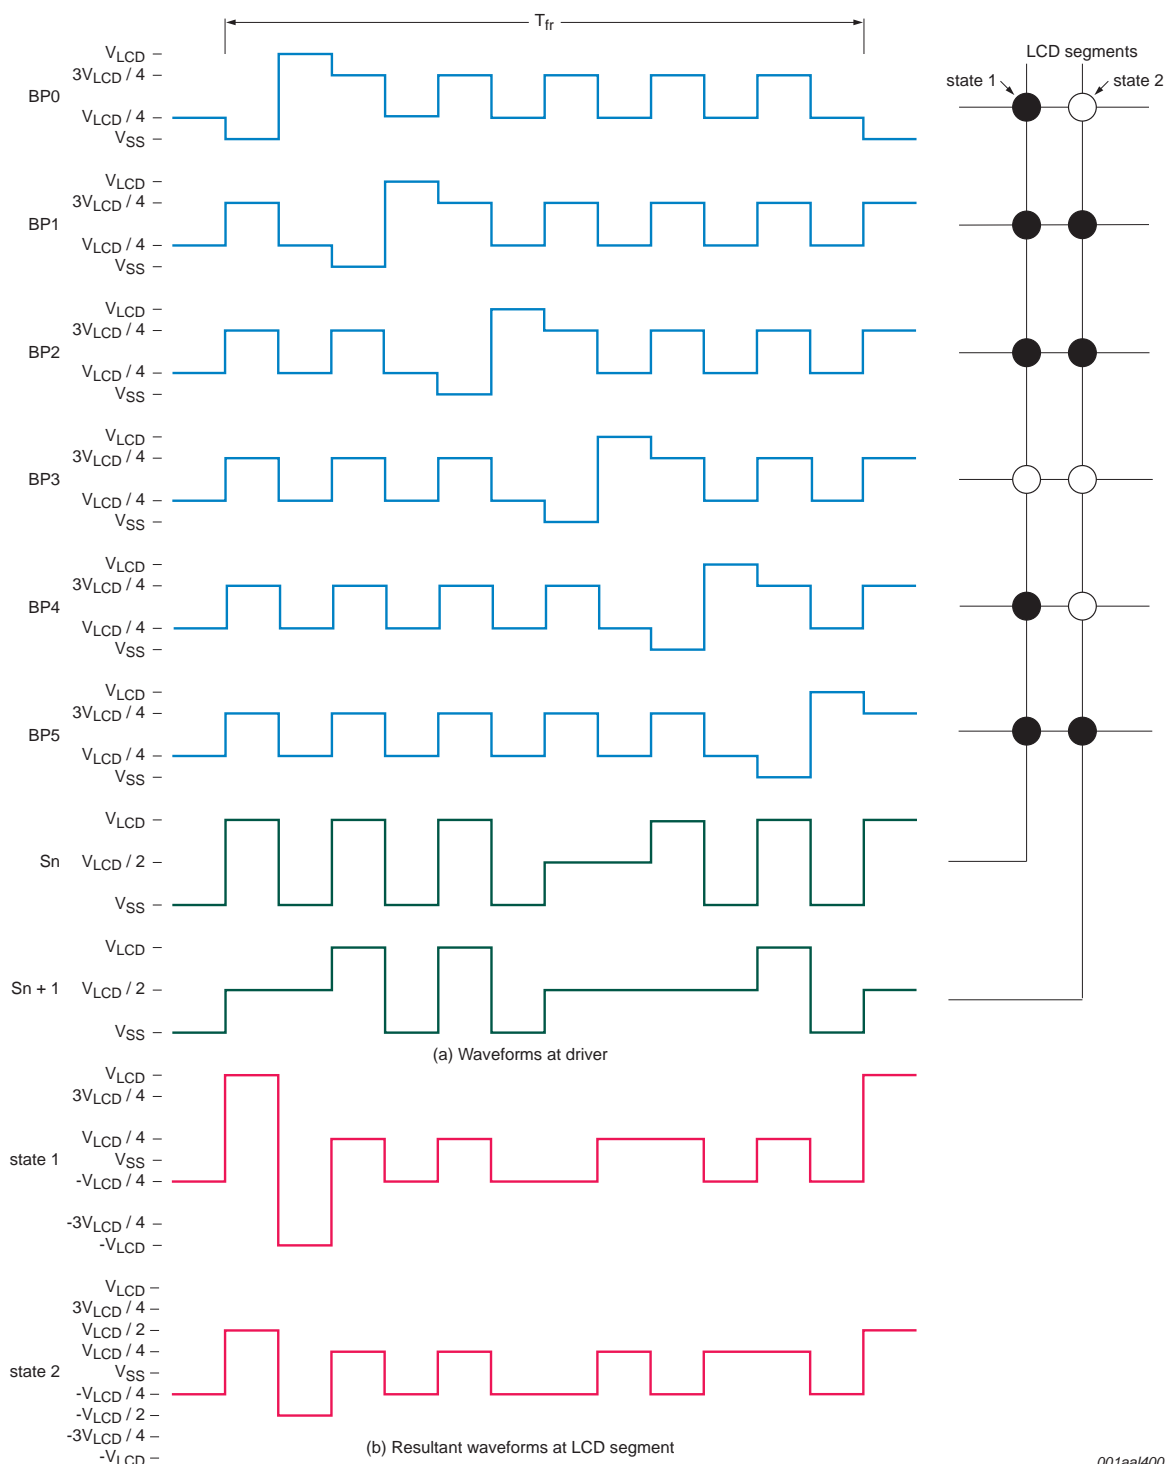 Tfr
LCD segments
state 1
state 2
BP0
VLCD
3VLCD / 4
VLCD / 4
VSS
BP1
VLCD
3VLCD / 4
VLCD / 4
VSS
BP2
VLCD
3VLCD / 4
VLCD / 4
VSS
BP3
VLCD
3VLCD / 4
VLCD / 4
VSS
BP4
VLCD
3VLCD / 4
VLCD / 4
VSS
BP5
VLCD
3VLCD / 4
VLCD / 4
VSS
Sn
VLCD
VLCD / 2
VSS
Sn + 1
VLCD
VLCD / 2
VSS
(a) Waveforms at driver
state 1
VLCD
3VLCD / 4
VLCD / 4
VSS
-VLCD / 4
-3VLCD / 4
-VLCD
state 2
VLCD
3VLCD / 4
VLCD / 2
VLCD / 4
VSS
-VLCD / 4
-VLCD / 2
-3VLCD / 4
-VLCD
(b) Resultant waveforms at LCD segment
001aal400